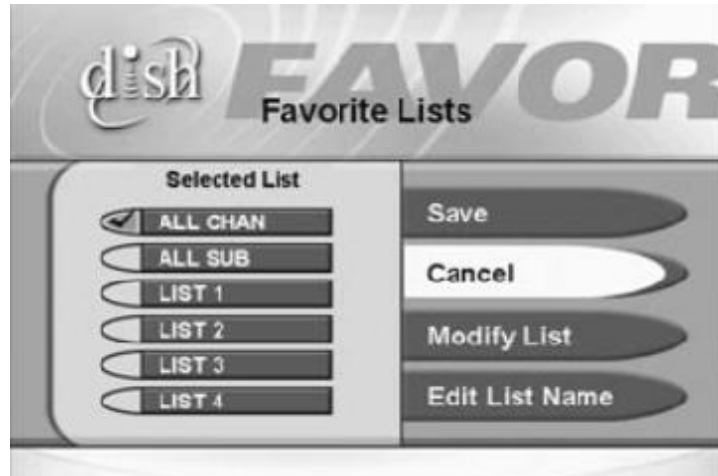 dish
FAVOR
Favorite Lists
Selected List
ALL CHAN
ALL SUB
LIST 1
LIST 2
LIST 3
LIST 4
Save
Cancel
Modify List
Edit List Name